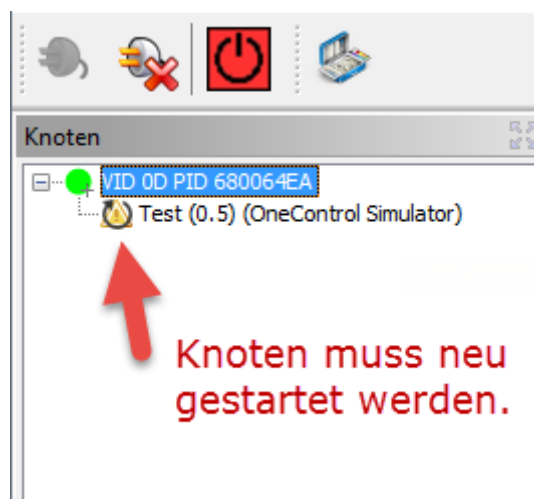 Knoten
VID 0D PID 680064EA
Test (0.5) (OneControl Simulator)
Knoten muss neu
gestartet werden.